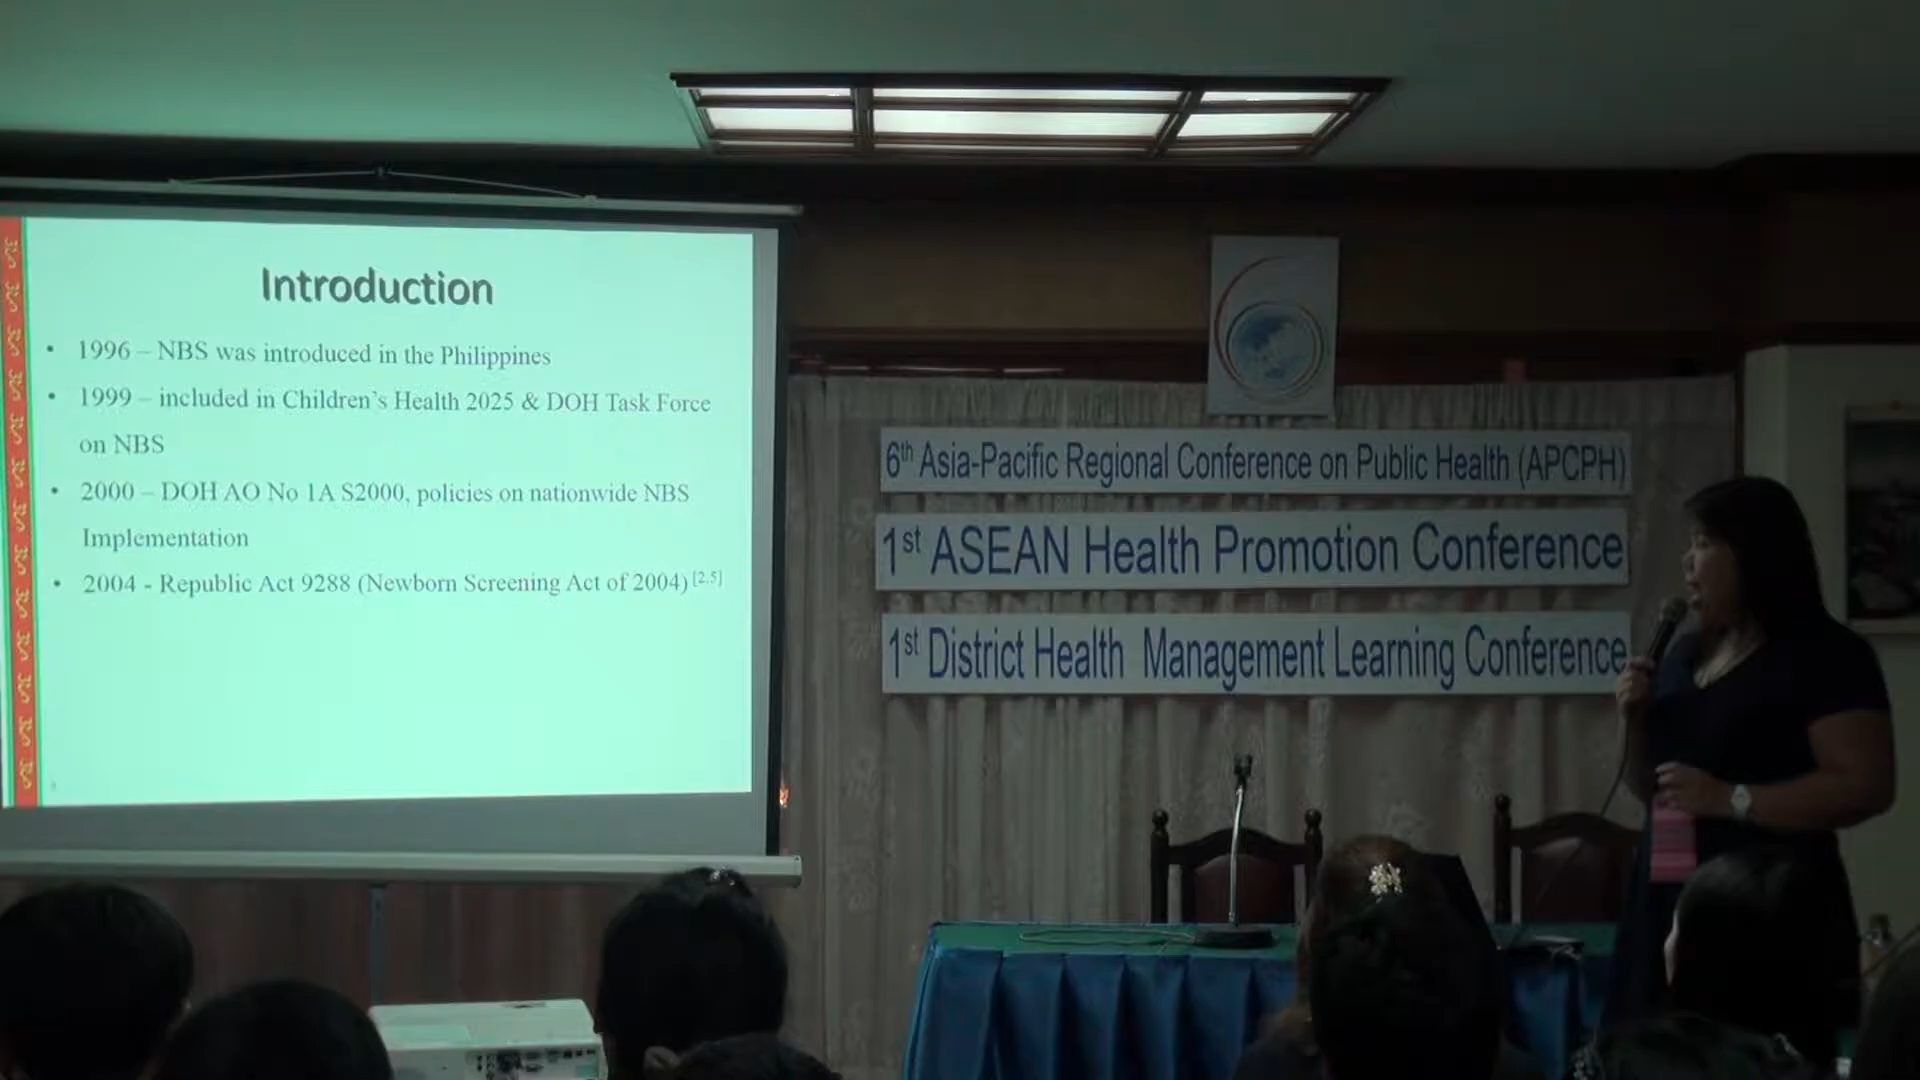 Introduction
• 1996 – NBS was introduced in the Philippines
• 1999 – included in Children's Health 2025 & DOH Task Force
on NBS
• 2000 – DOH AO No 1A S2000, policies on nationwide NBS
Implementation
• 2004 - Republic Act 9288 (Newborn Screening Act of 2004) [2.5]
6th Asia-Pacific Regional Conference on Public Health (APCPH)
1st ASEAN Health Promotion Conference
1st District Health Management Learning Conference